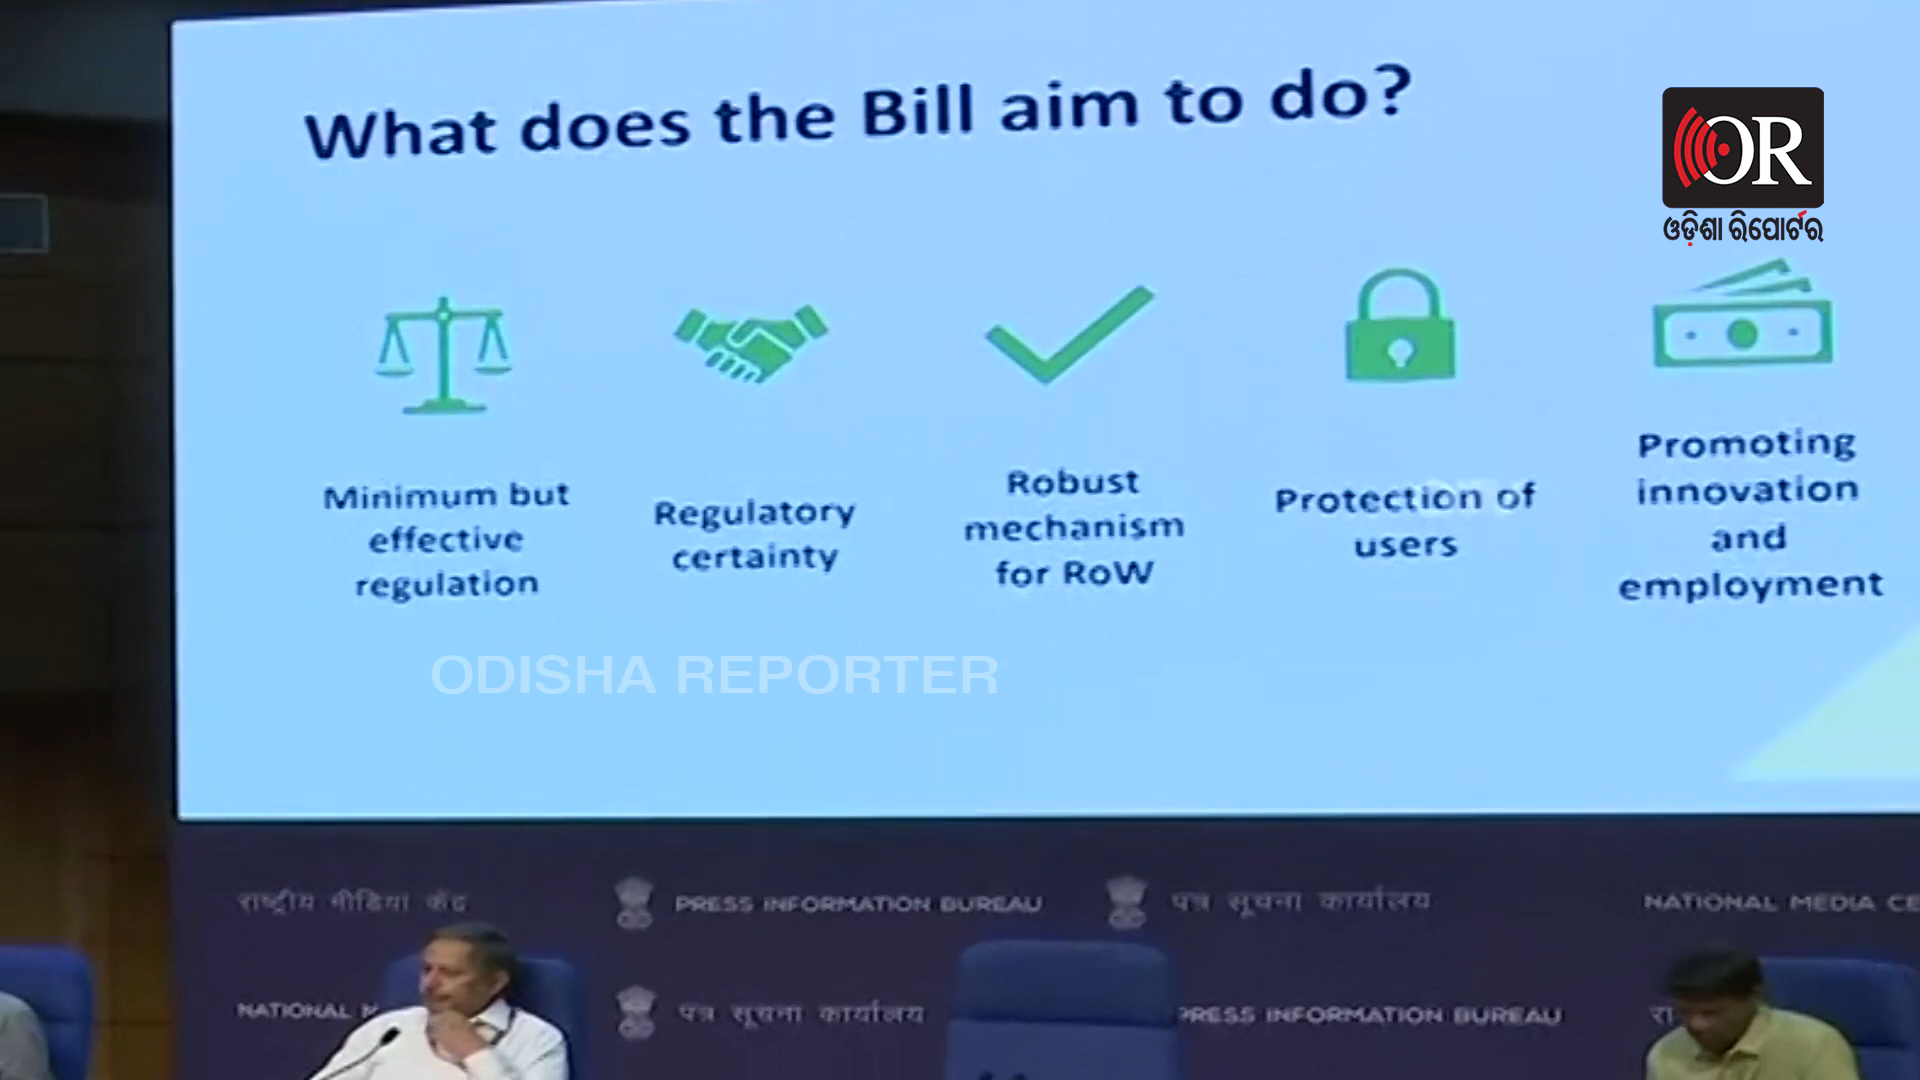 What does the Bill aim to do?
OR
ଓଡ଼ିଶା ରିପୋର୍ଟର
Minimum but
effective
regulation
Regulatory
certainty
Robust
mechanism
for RoW
Protection of
users
Promoting
innovation
and
employment
ODISHA REPORTER
राष्ट्रीय मीडिया केंद्र
PRESS INFORMATION BUREAU
पत्र सूचना कार्यालय
NATIONAL MEDIA CE
NATIONAL M
पत्र सूचना कार्यालय
PRESS INFORMATION BUREAU
रा